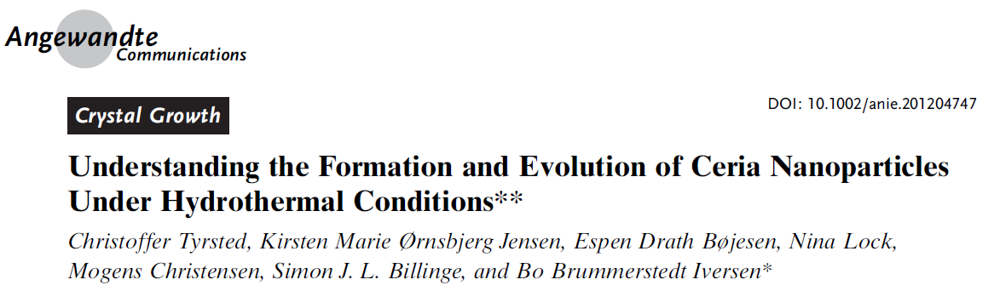 Angewandte
Communications
Crystal Growth
DOI: 10.1002/anie.201204747
Understanding the Formation and Evolution of Ceria Nanoparticles
Under Hydrothermal Conditions**
Christoffer Tyrsted, Kirsten Marie Ørnsbjerg Jensen, Espen Drath Bøjesen, Nina Lock,
Mogens Christensen, Simon J. L. Billinge, and Bo Brummerstedt Iversen*